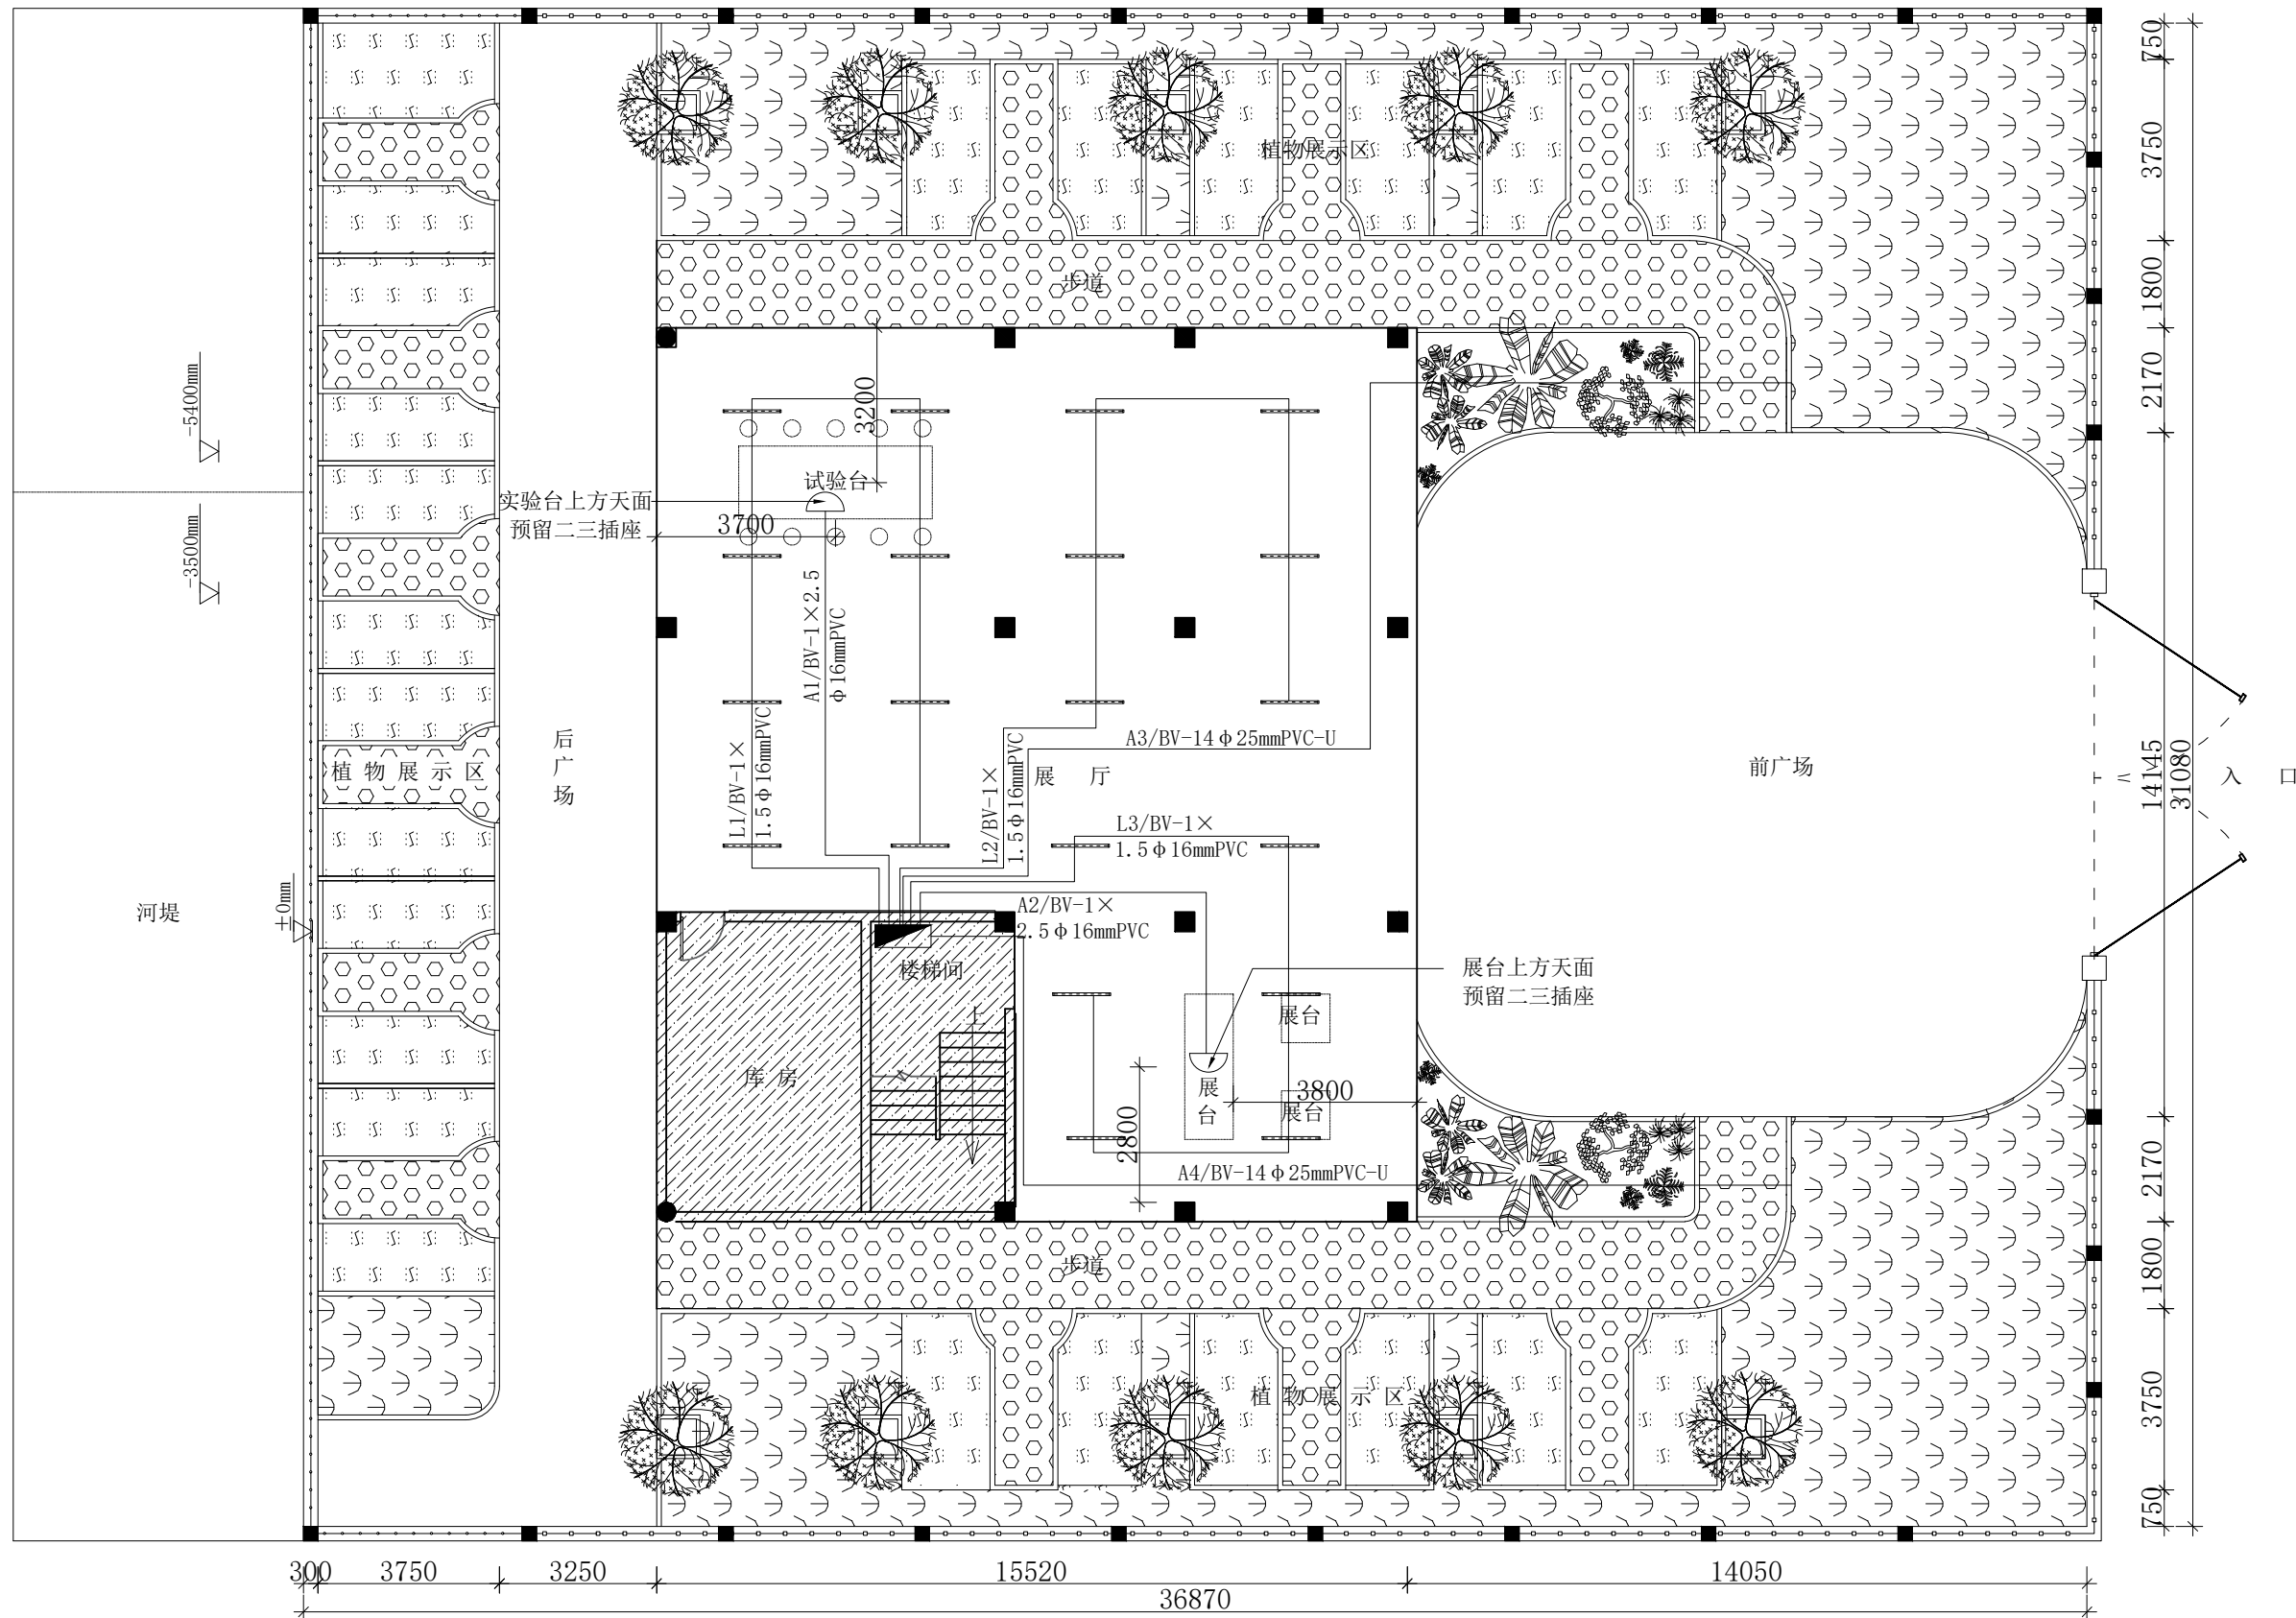 750
3750
植物展示区
步道
1800
2170
3200
-5400mm
试验台
实验台上方天面
预留二三插座
3700
-3500mm
A1/BV-1×2.5
φ16mmPVC
后广场
L1/BV-1×
1.5φ16mmPVC
L2/BV-1×
1.5φ16mmPVC
A3/BV-14φ25mmPVC-U
展 厅
前广场
14145
31080
入 口
植 物 展 示 区
L3/BV-1×
1.5φ16mmPVC
河堤
±0mm
A2/BV-1×
2.5φ16mmPVC
楼梯间
展台上方天面
预留二三插座
上
展台
库 房
展台
3800
展台
2800
A4/BV-14φ25mmPVC-U
2170
步道
1800
植 物 展 示 区
3750
750
300
3750
3250
15520
14050
36870